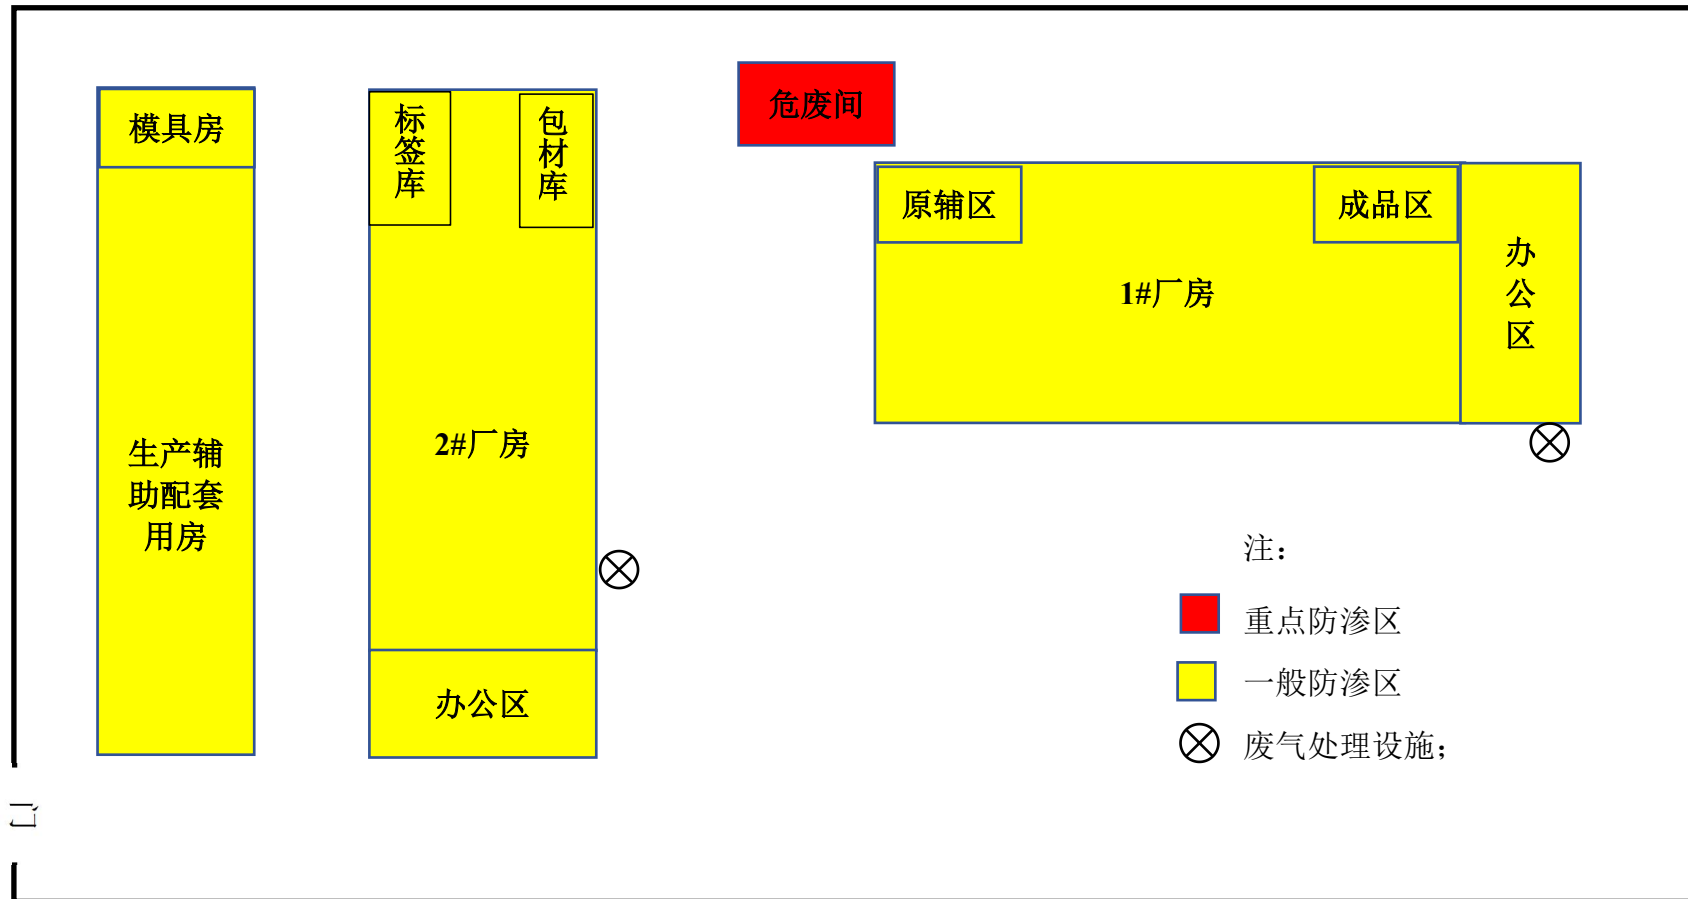 模具房
标签库
包材库
危废间
原辅区
成品区
办公区
1#厂房
生产辅
助配套
用房
2#厂房
办公区
注：
重点防渗区
一般防渗区
废气处理设施；
门